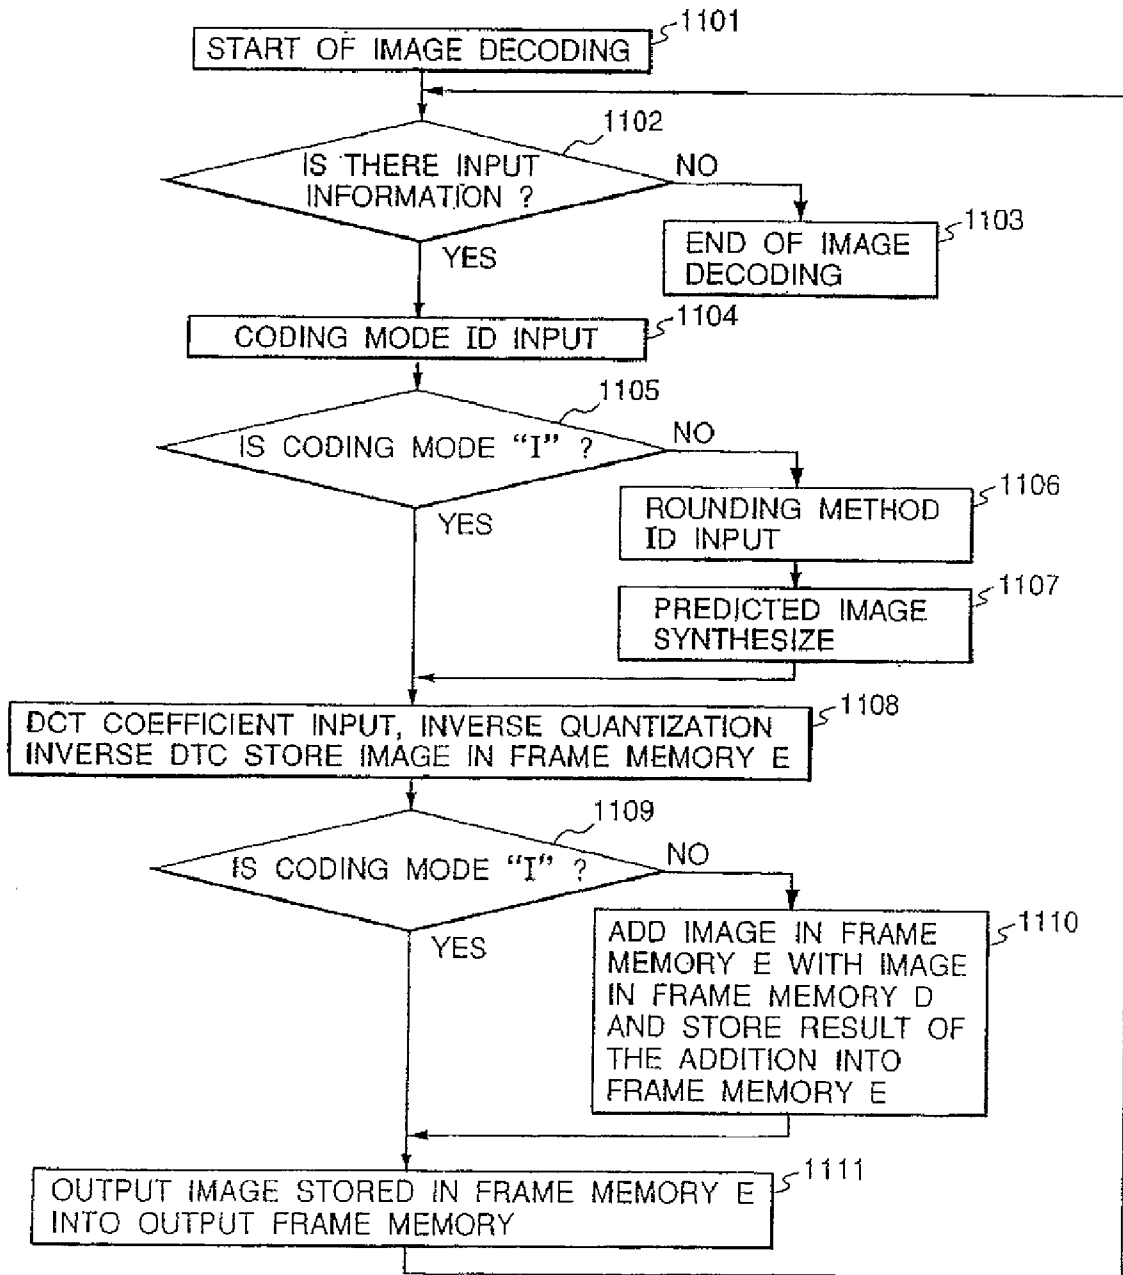 1101
START OF IMAGE DECODING
1102
IS THERE INPUT
INFORMATION ?
NO
YES
1103
END OF IMAGE
DECODING
1104
CODING MODE ID INPUT
1105
IS CODING MODE “I” ?
NO
YES
1106
ROUNDING METHOD
ID INPUT
1107
PREDICTED IMAGE
SYNTHESIZE
1108
DCT COEFFICIENT INPUT, INVERSE QUANTIZATION
INVERSE DTC STORE IMAGE IN FRAME MEMORY E
1109
IS CODING MODE “I” ?
NO
YES
1110
ADD IMAGE IN FRAME
MEMORY E WITH IMAGE
IN FRAME MEMORY D
AND STORE RESULT OF
THE ADDITION INTO
FRAME MEMORY E
1111
OUTPUT IMAGE STORED IN FRAME MEMORY E
INTO OUTPUT FRAME MEMORY